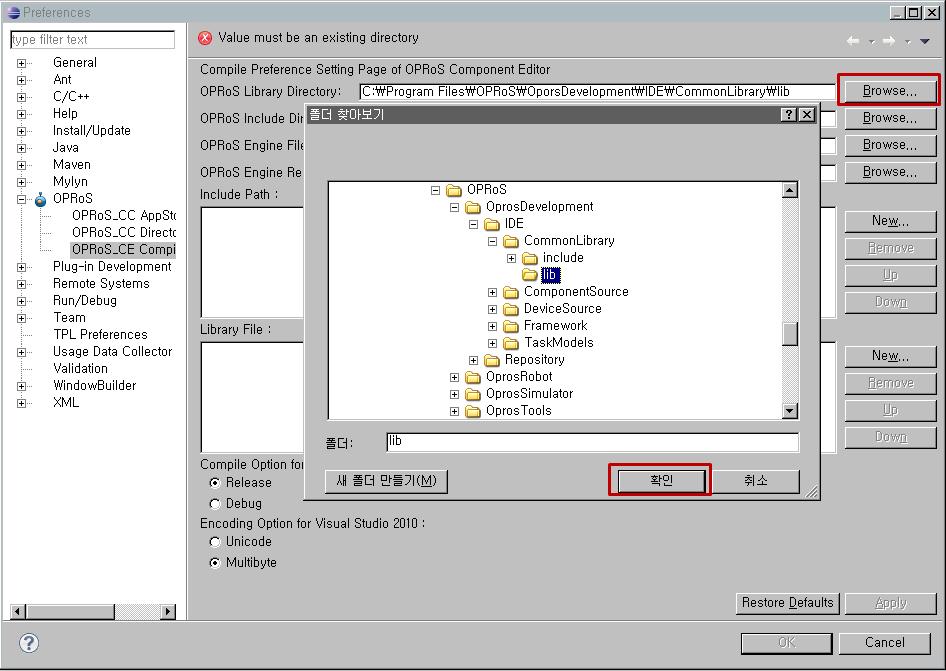 Preferences
type filter text
General
Ant
C/C++
Help
Install/Update
Java
Maven
Mylyn
OPRoS
OPRoS_CC AppSto
OPRoS_CC Directo
OPRoS_CE Compi
Plug-in Development
Remote Systems
Run/Debug
Team
TPL Preferences
Usage Data Collector
Validation
WindowBuilder
XML
Value must be an existing directory
Compile Preference Setting Page of OPRoS Component Editor
OPRoS Library Directory: C:₩Program Files₩OPRoS₩OporsDevelopment₩IDE₩CommonLibrary₩lib Browse...
OPRoS Include Dir Browse...
OPRoS Engine File Browse...
OPRoS Engine Re Browse...
Include Path :
New...
Remove
Up
Down
Library File :
New...
Remove
Up
Down
폴더 찾아보기
OPRoS
OprosDevelopment
IDE
CommonLibrary
include
lib
ComponentSource
DeviceSource
Framework
TaskModels
Repository
OprosRobot
OprosSimulator
OprosTools
폴더: lib
새 폴더 만들기(M) 확인 취소
Compile Option for
Release
Debug
Encoding Option for Visual Studio 2010 :
Unicode
Multibyte
Restore Defaults Apply
OK Cancel